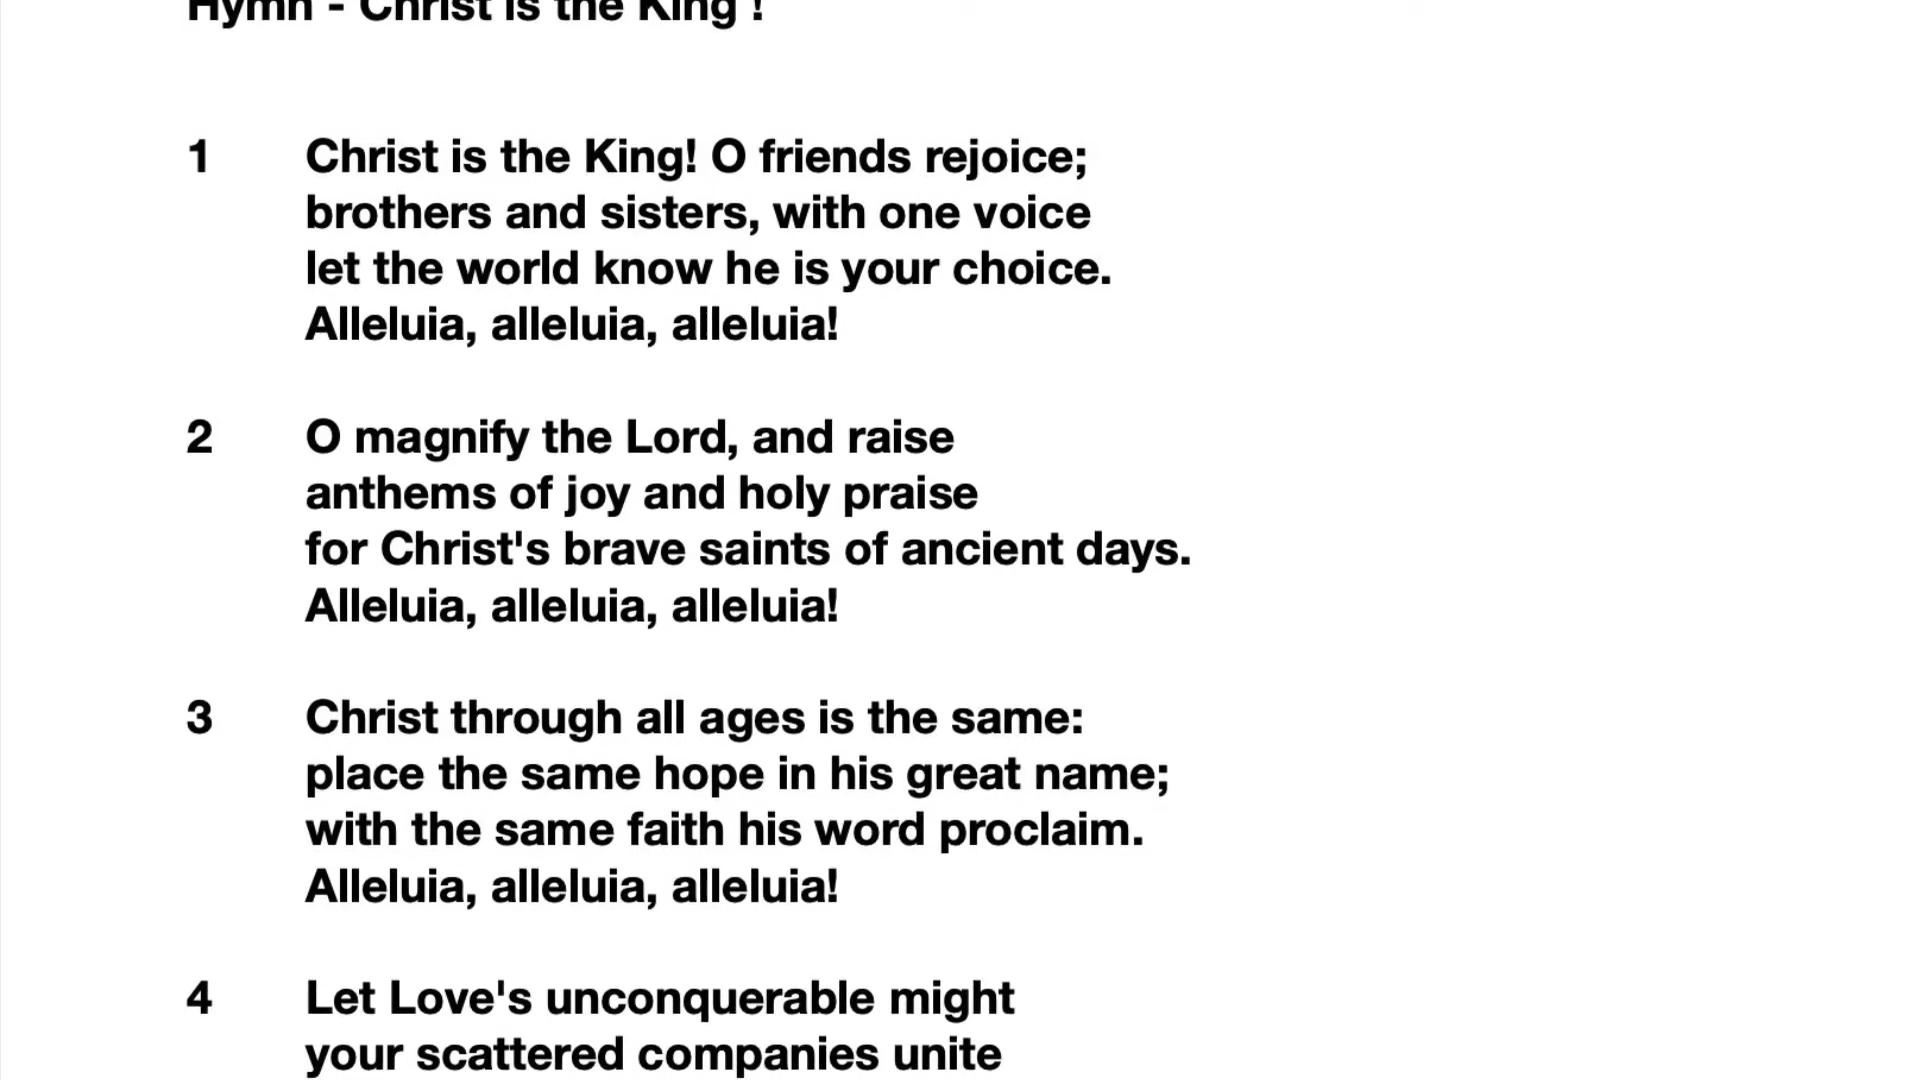 Hymn - Christ is the King !
1 Christ is the King! O friends rejoice;
brothers and sisters, with one voice
let the world know he is your choice.
Alleluia, alleluia, alleluia!
2 O magnify the Lord, and raise
anthems of joy and holy praise
for Christ's brave saints of ancient days.
Alleluia, alleluia, alleluia!
3 Christ through all ages is the same:
place the same hope in his great name;
with the same faith his word proclaim.
Alleluia, alleluia, alleluia!
4 Let Love's unconquerable might
your scattered companies unite